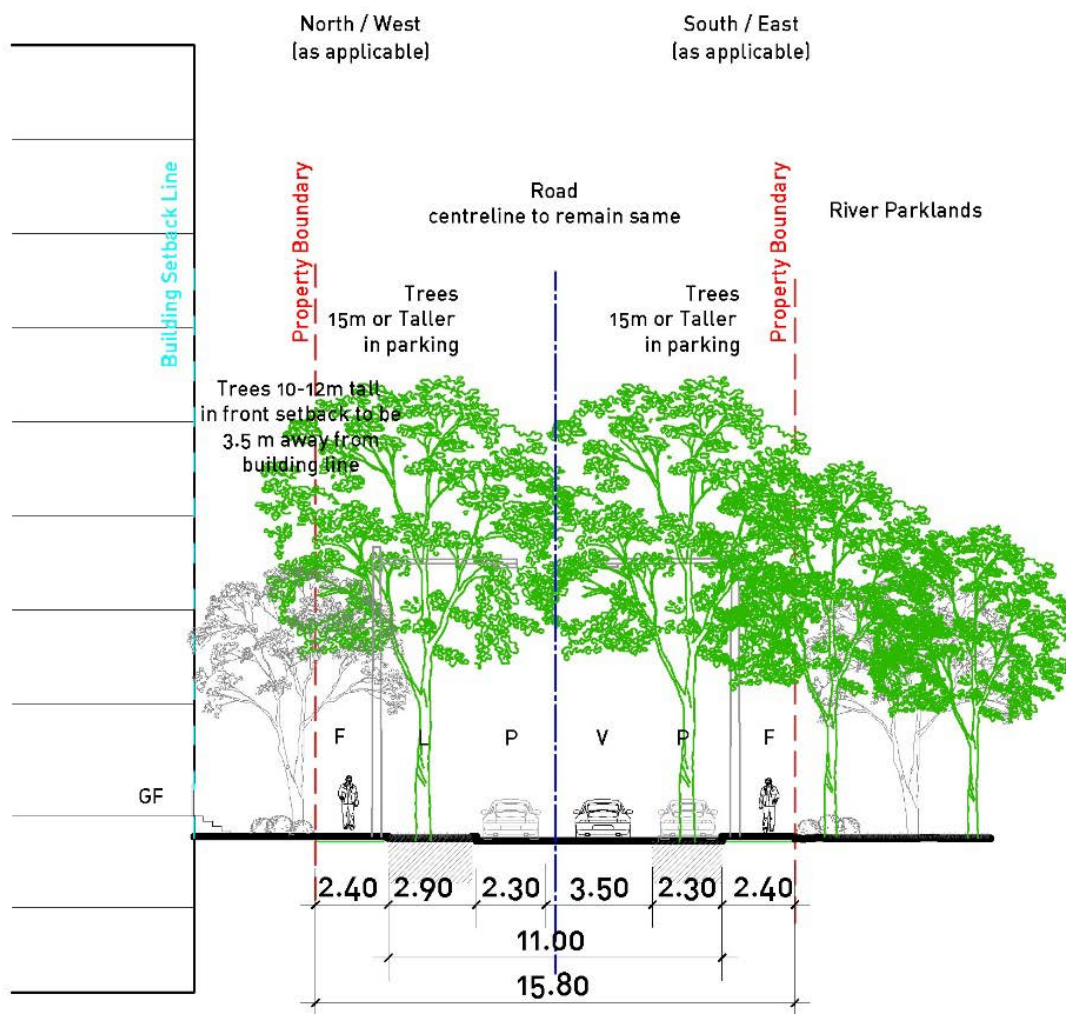 North / West
(as applicable)
South / East
(as applicable)
Building Setback Line
Property Boundary
Road
centreline to remain same
Property Boundary
River Parklands
Trees
15m or Taller
in parking
Trees
15m or Taller
in parking
Trees 10-12m tall
in front setback to be
3.5 m away from
building line
F
L
P
V
P
F
GF
2.40
2.90
2.30
3.50
2.30
2.40
11.00
15.80